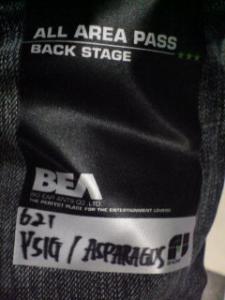 ALL AREA PASS
BACK STAGE
BEA
THE PERFECT PLACE FOR THE ENTERTAINMENT LOVERS
621
YSIG / ASPARAGUS